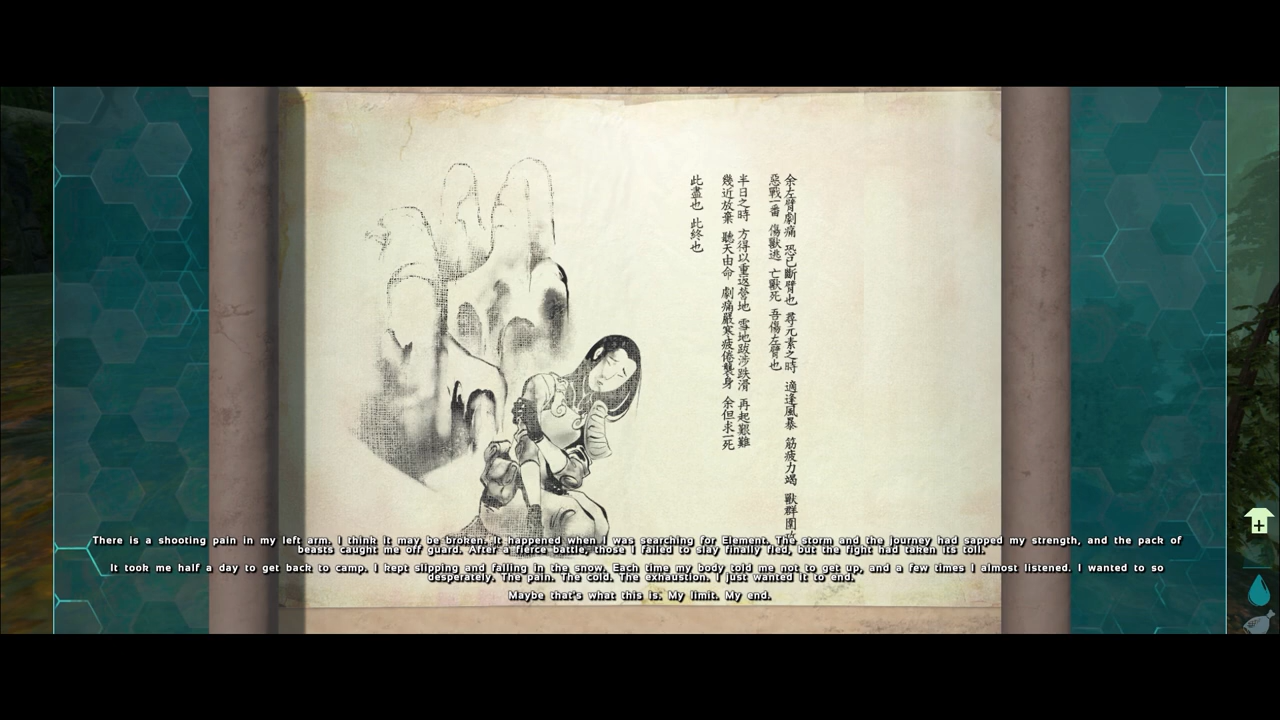 余左臂劇痛 恐已斷臂也 尋元素之時 適逢風暴 筋疲力竭 獸群圍
惡戰一番 傷獸逃 亡獸死 吾傷左臂也
半日之時 方得以重返營地 雪地跋涉跌滑 再起艱難
幾近放棄 聽天由命 劇痛嚴寒疲倦襲身 余但求一死
此盡也 此終也
There is a shooting pain in my left arm. I think it may be broken. It happened when I was searching for Element. The storm and the journey had sapped my strength, and the pack of
beasts caught me off guard. After a fierce battle, those I failed to slay finally fled, but the fight had taken its toll.
It took me half a day to get back to camp. I kept slipping and falling in the snow. Each time my body told me not to get up, and a few times I almost listened. I wanted to so
desperately. The pain. The cold. The exhaustion. I just wanted it to end.
Maybe that's what this is. My limit. My end.